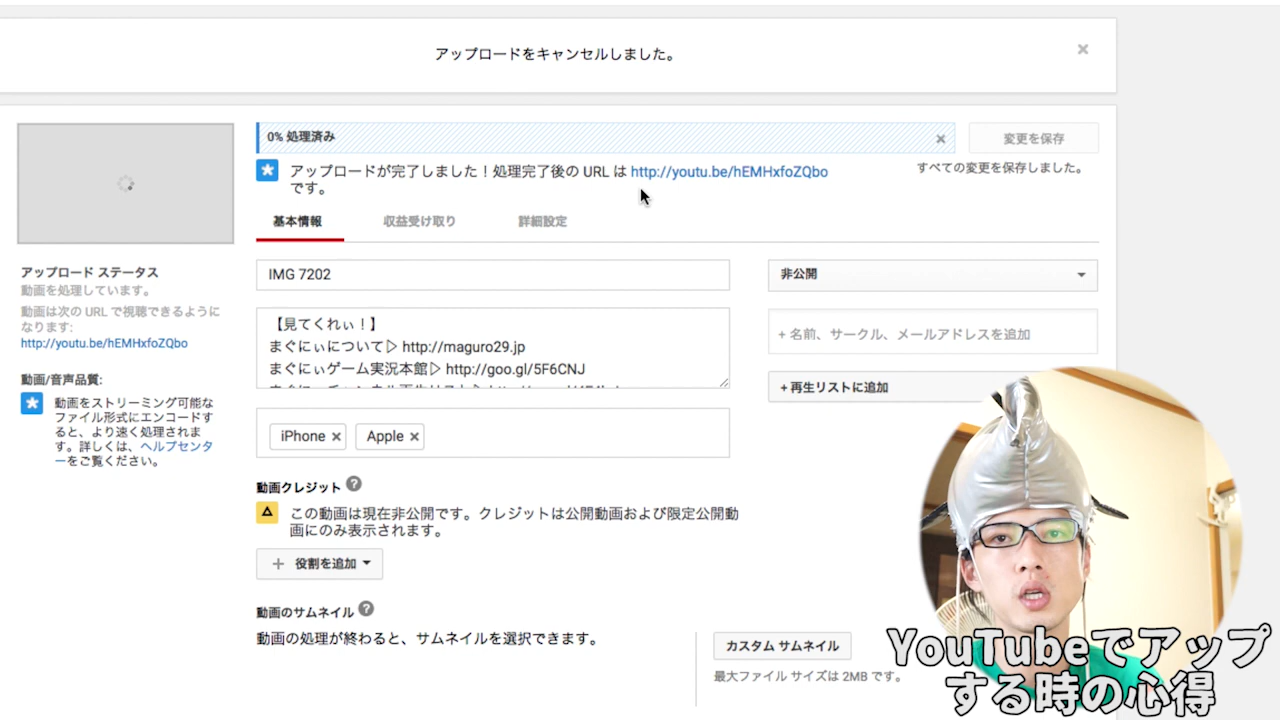 アップロードをキャンセルしました。
0% 処理済み
変更を保存
アップロードが完了しました！処理完了後の URL は http://youtu.be/hEMHxfoZQbo
です。
すべての変更を保存しました。
基本情報 収益受け取り 詳細設定
アップロード ステータス
動画を処理しています。
動画は次の URL で視聴できるように
なります:
http://youtu.be/hEMHxfoZQbo
動画/音声品質:
動画をストリーミング可能な
ファイル形式にエンコードす
ると、より速く処理されま
す。詳しくは、ヘルプセンタ
ーをご覧ください。
IMG 7202
非公開
【見てくれぃ！】
まぐにぃについて▷ http://maguro29.jp
まぐにぃゲーム実況本館▷ http://goo.gl/5F6CNJ
+ 名前、サークル、メールアドレスを追加
+ 再生リストに追加
iPhone × Apple ×
動画クレジット ?
この動画は現在非公開です。クレジットは公開動画および限定公開動
画にのみ表示されます。
+ 役割を追加
動画のサムネイル ?
動画の処理が終わると、サムネイルを選択できます。
カスタム サムネイル
最大ファイル サイズは 2MB です。
YouTubeでアップ
する時の心得